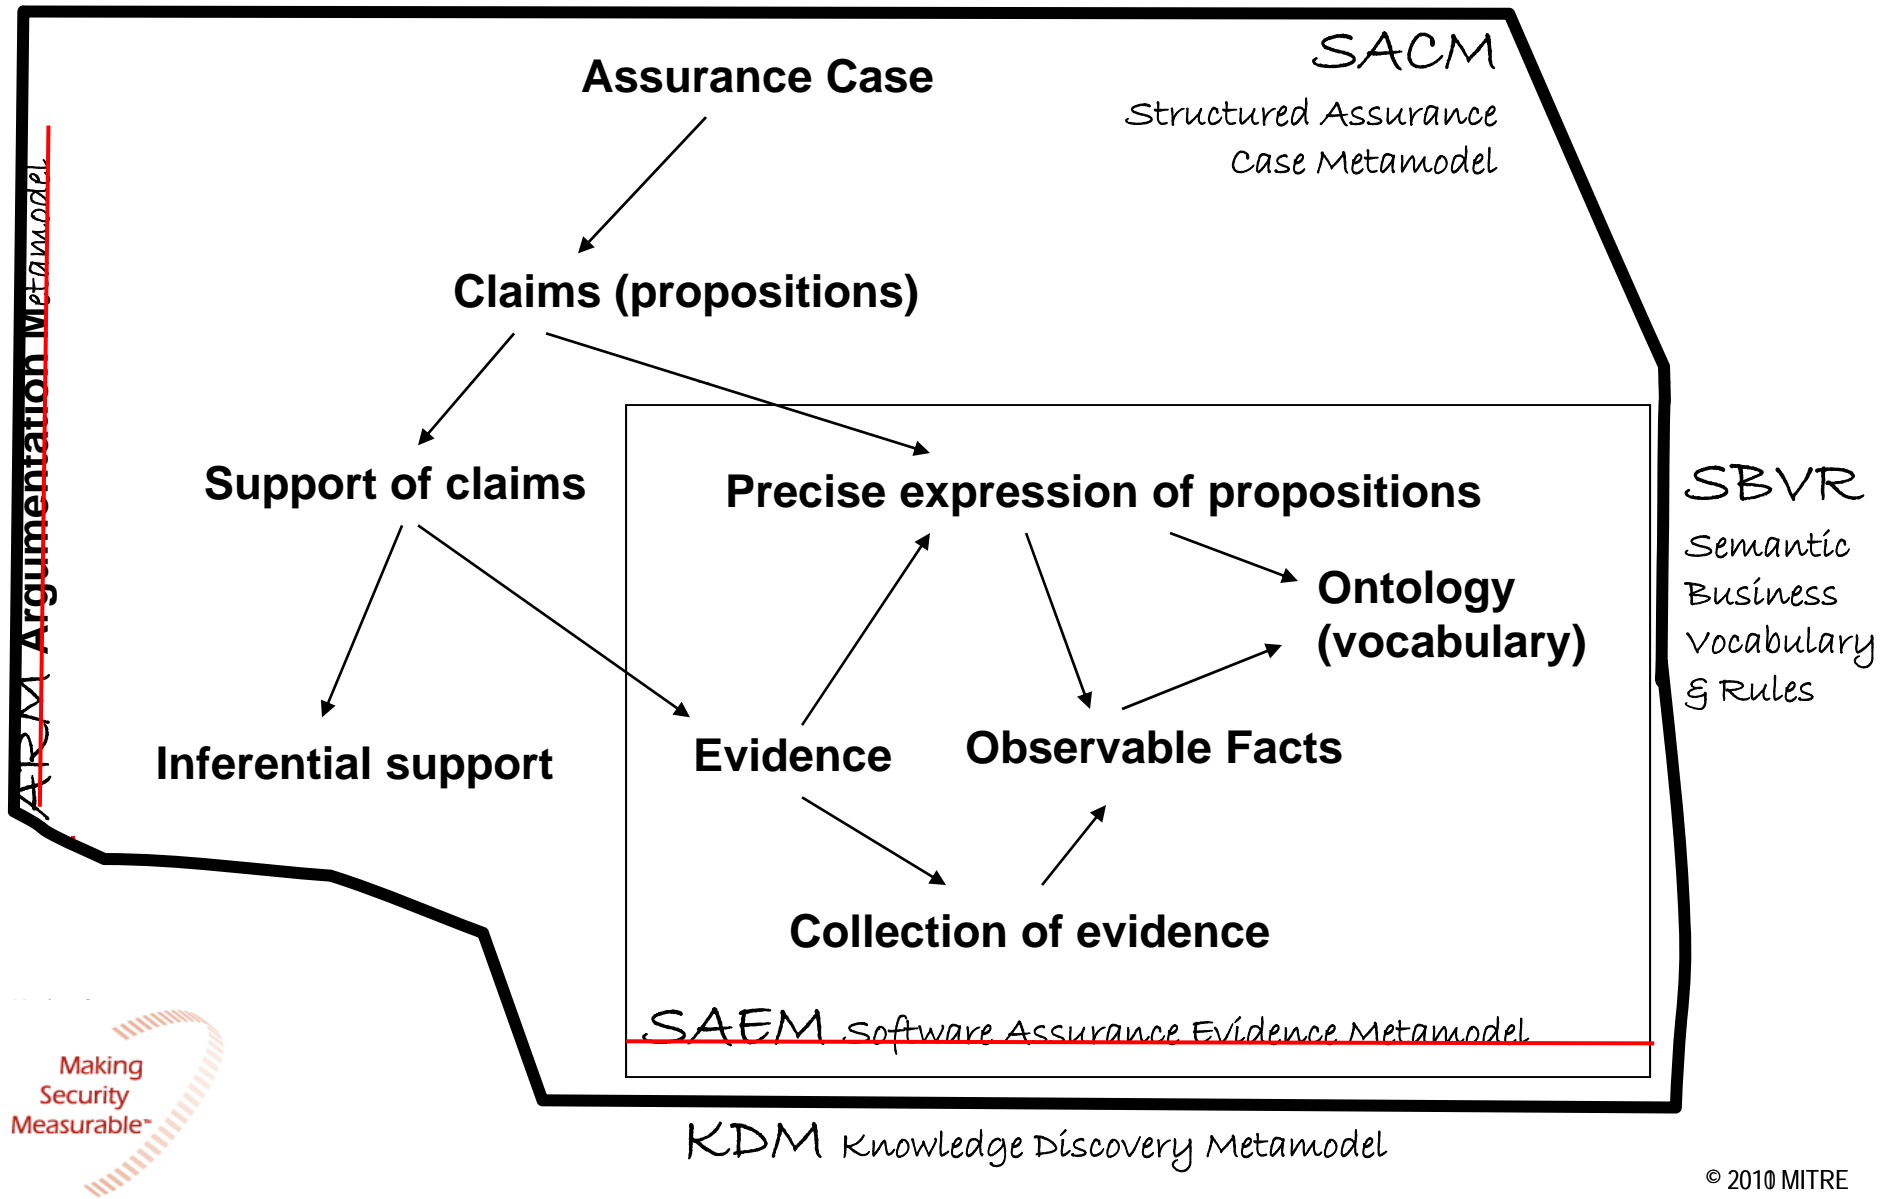 SACM
Structured Assurance
Case Metamodel
Assurance Case
Claims (propositions)
ARM Argumentation Metamodel
Support of claims
Precise expression of propositions
SBVR
Semantic
Business
Vocabulary
& Rules
Ontology
(vocabulary)
Inferential support
Evidence
Observable Facts
Collection of evidence
SAEM Software Assurance Evidence Metamodel
Making
Security
Measurable™
KDM Knowledge Discovery Metamodel
© 2010 MITRE